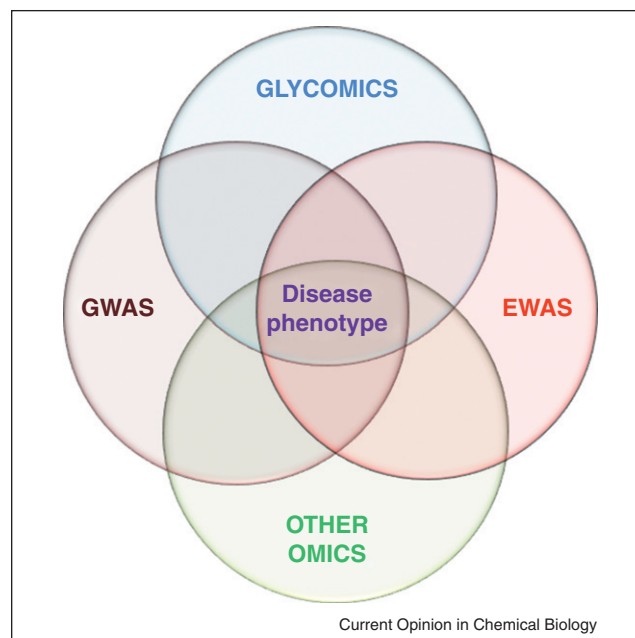 GLYCOMICS
GWAS
Disease
phenotype
EWAS
OTHER
OMICS
Current Opinion in Chemical Biology